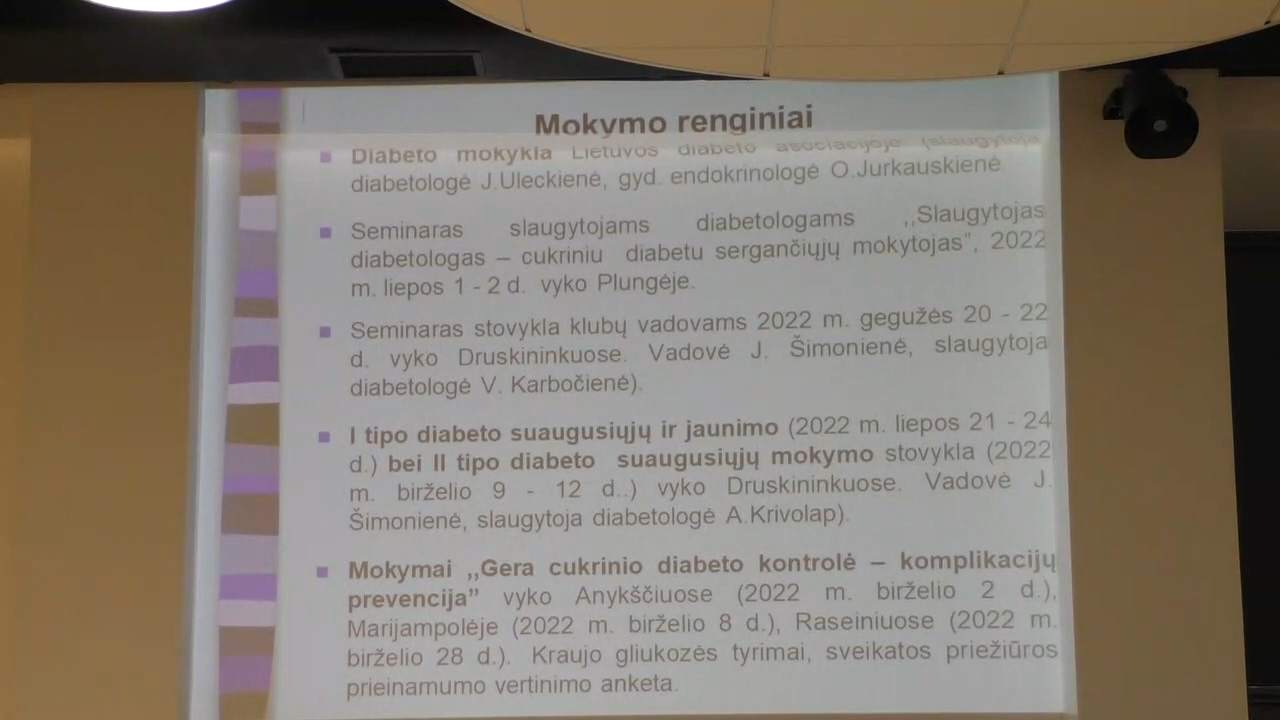 Mokymo renginiai
Diabeto mokykla Lietuvos diabeto asociacijoje (slaugytoja
diabetologė J.Uleckienė, gyd. endokrinologė O.Jurkauskienė
Seminaras slaugytojams diabetologams ,,Slaugytojas
diabetologas – cukriniu diabetu sergančiųjų mokytojas", 2022
m. liepos 1 - 2 d. vyko Plungėje.
Seminaras stovykla klubų vadovams 2022 m. gegužės 20 - 22
d. vyko Druskininkuose. Vadovė J. Šimonienė, slaugytoja
diabetologė V. Karbočienė).
I tipo diabeto suaugusiųjų ir jaunimo (2022 m. liepos 21 - 24
d.) bei II tipo diabeto suaugusiųjų mokymo stovykla (2022
m. birželio 9 - 12 d..) vyko Druskininkuose. Vadovė J.
Šimonienė, slaugytoja diabetologė A.Krivolap).
Mokymai ,,Gera cukrinio diabeto kontrolė – komplikacijų
prevencija” vyko Anykščiuose (2022 m. birželio 2 d.),
Marijampolėje (2022 m. birželio 8 d.), Raseiniuose (2022 m.
birželio 28 d.). Kraujo gliukozės tyrimai, sveikatos priežiūros
prieinamumo vertinimo anketa.